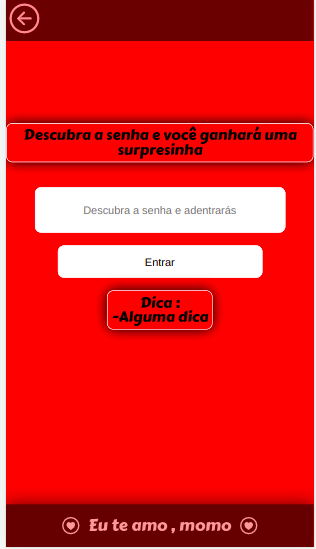 Descubra a senha e você ganhará uma
surpresinha
Descubra a senha e adentrarás
Entrar
Dica :
-Alguma dica
Eu te amo , momo